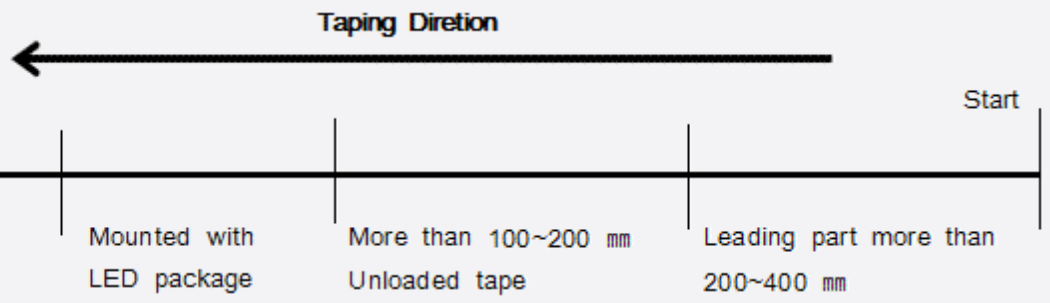 Taping Diretion
Start
Mounted with
LED package
More than 100~200 ㎜
Unloaded tape
Leading part more than
200~400 ㎜